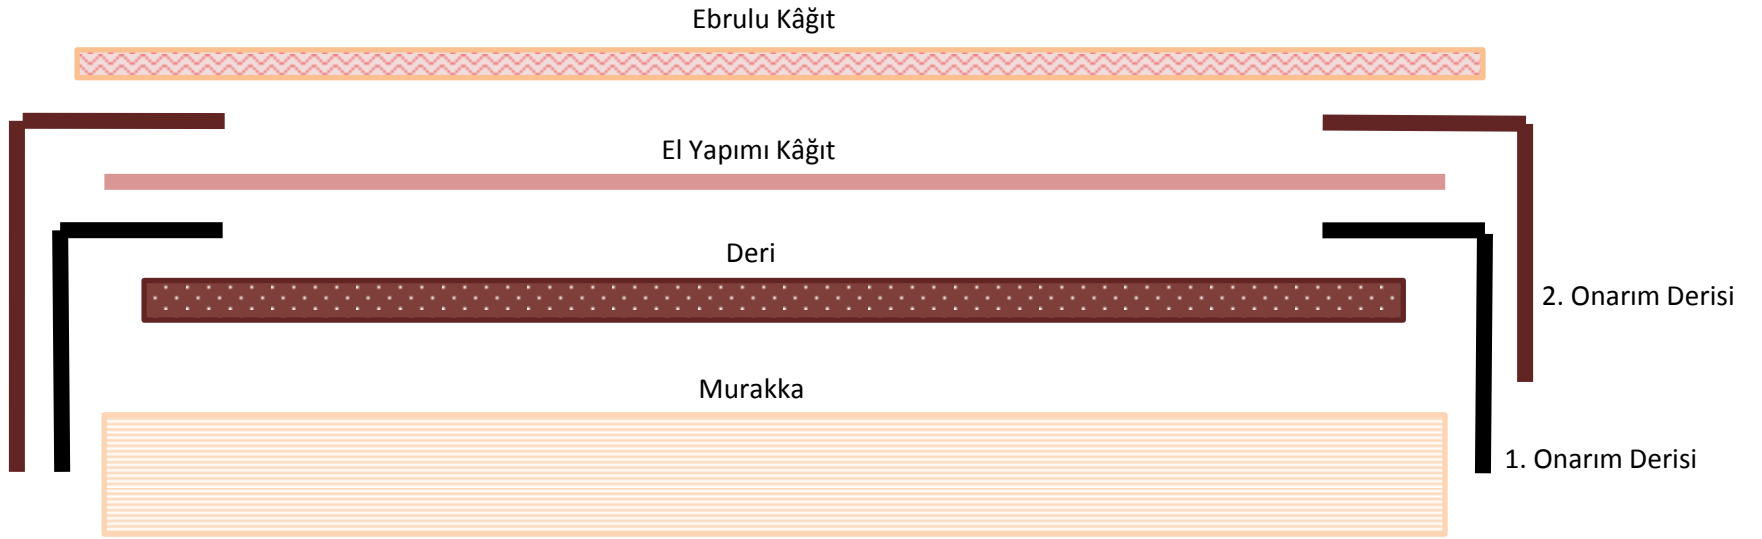 Ebrulu Kâğıt
El Yapımı Kâğıt
Deri
2. Onarım Derisi
Murakka
1. Onarım Derisi